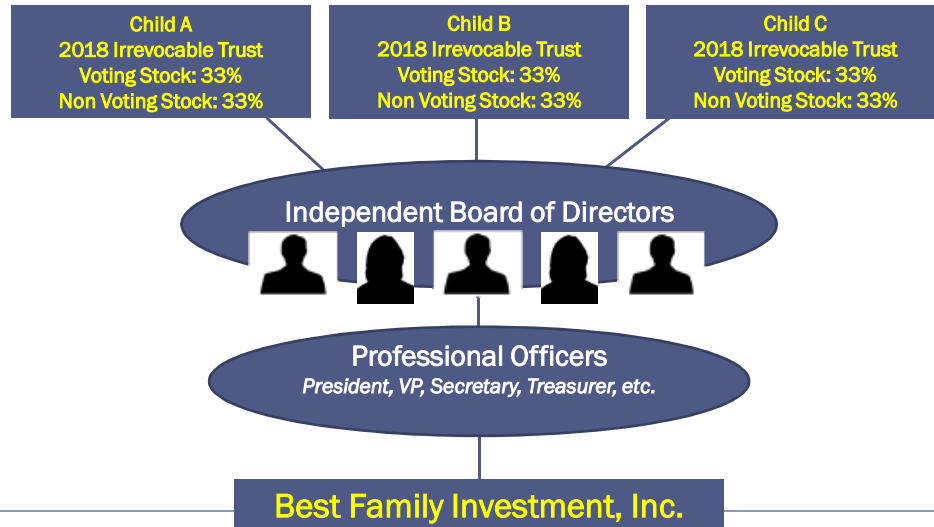 Child A
2018 Irrevocable Trust
Voting Stock: 33%
Non Voting Stock: 33%
Child B
2018 Irrevocable Trust
Voting Stock: 33%
Non Voting Stock: 33%
Child C
2018 Irrevocable Trust
Voting Stock: 33%
Non Voting Stock: 33%
Independent Board of Directors
Professional Officers
President, VP, Secretary, Treasurer, etc.
Best Family Investment, Inc.